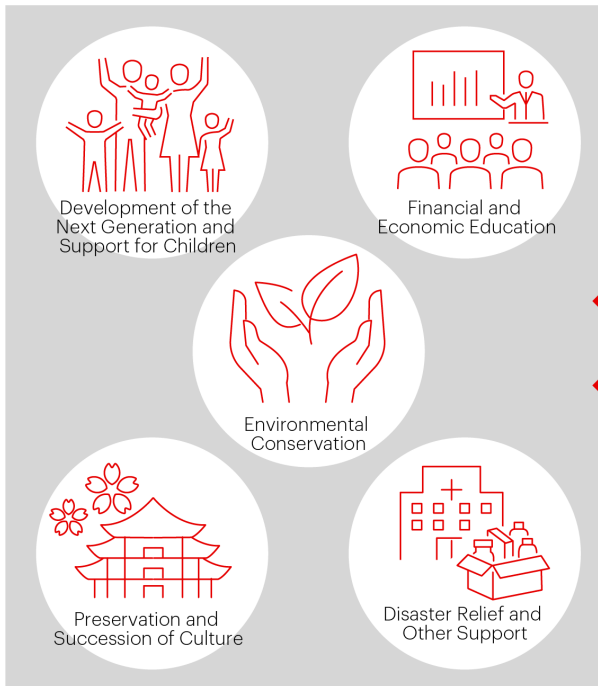 Development of the
Next Generation and
Support for Children
Financial and
Economic Education
Environmental
Conservation
Preservation and
Succession of Culture
Disaster Relief and
Other Support